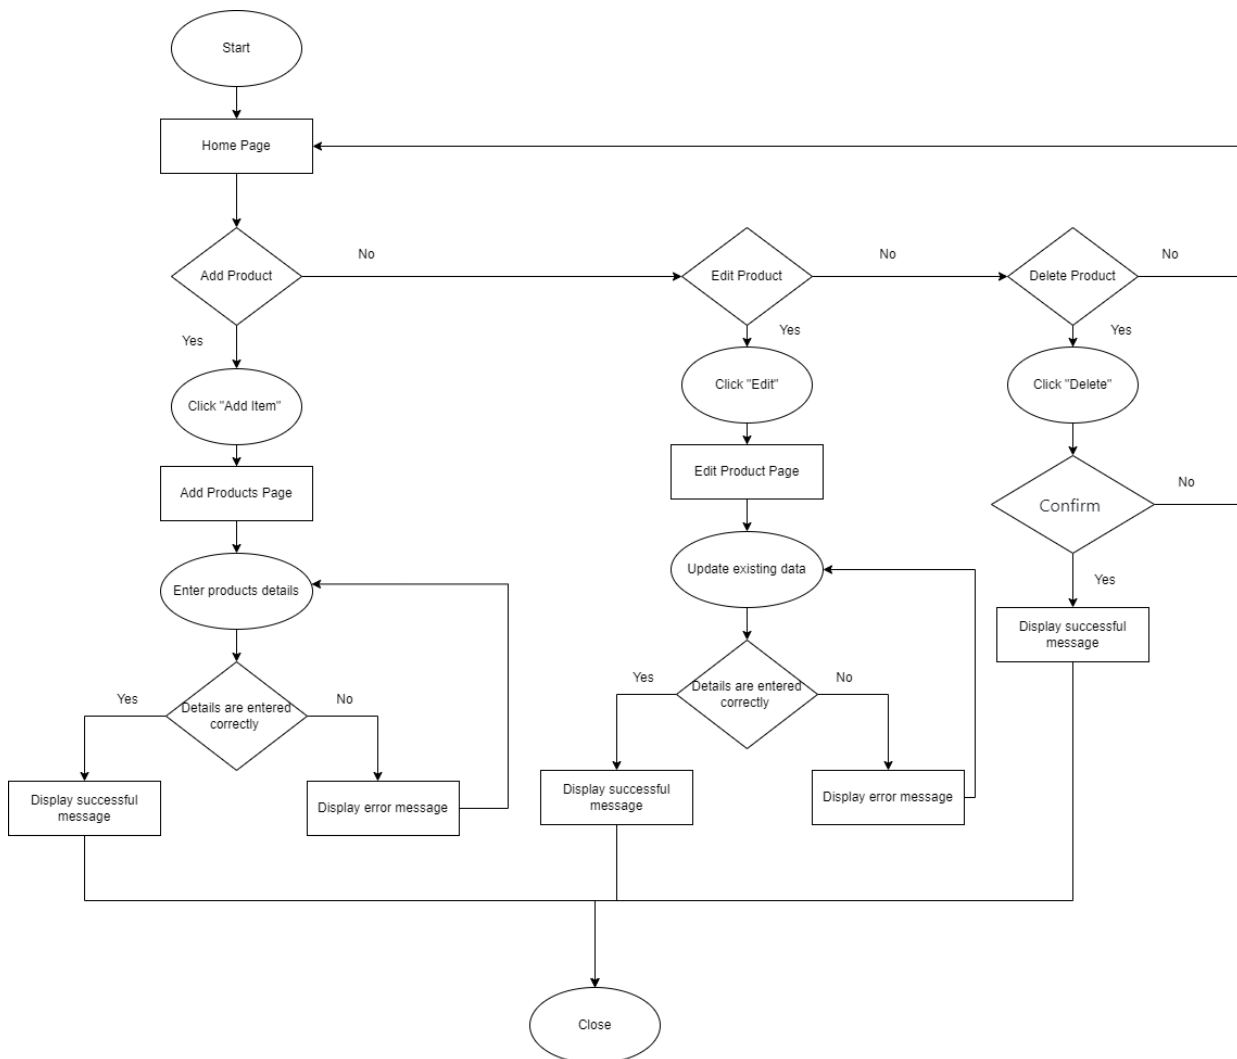 Start
Home Page
No
No
No
Add Product
Edit Product
Delete Product
Yes
Yes
Yes
Click "Add Item"
Click "Edit"
Click "Delete"
Add Products Page
Edit Product Page
Confirm
No
Enter products details
Update existing data
Yes
Display successful
message
Yes
No
Details are entered
correctly
Yes
No
Details are entered
correctly
Display successful
message
Display error message
Display successful
message
Display error message
Close